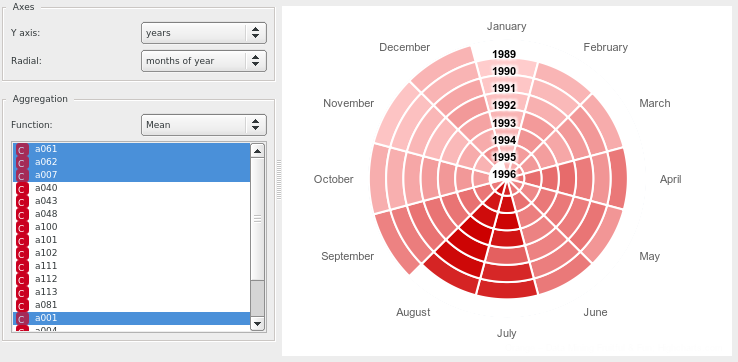 Axes
Y axis: years
Radial: months of year
Aggregation
Function: Mean
C a061
C a062
C a007
C a040
C a043
C a048
C a100
C a101
C a102
C a111
C a112
C a113
C a081
C a001
C a004
January
February
March
April
May
June
July
August
September
October
November
December
1989
1990
1991
1992
1993
1994
1995
1996